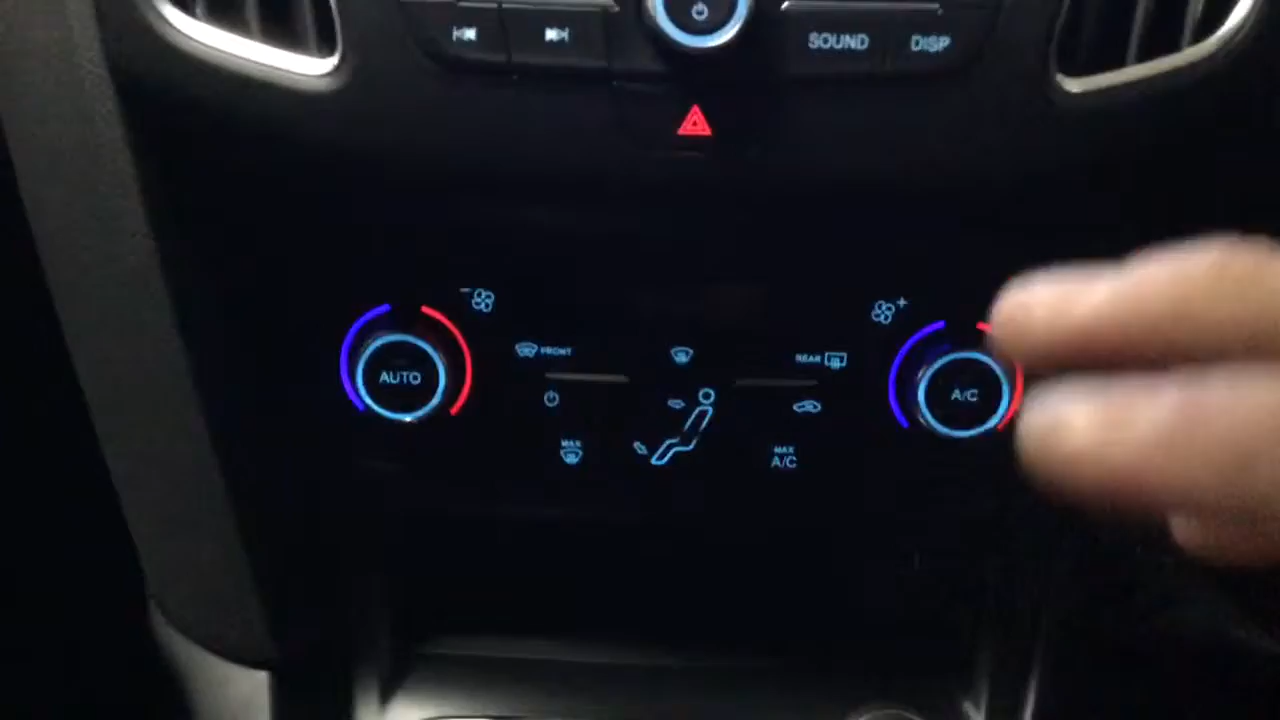 SOUND
DISP
FRONT
REAR
AUTO
A/C
MAX
MAX
A/C